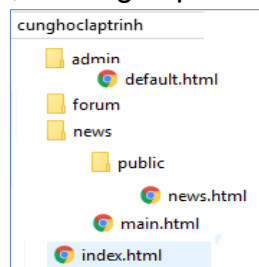 cunghoclaptrinh
admin
default.html
forum
news
public
news.html
main.html
index.html